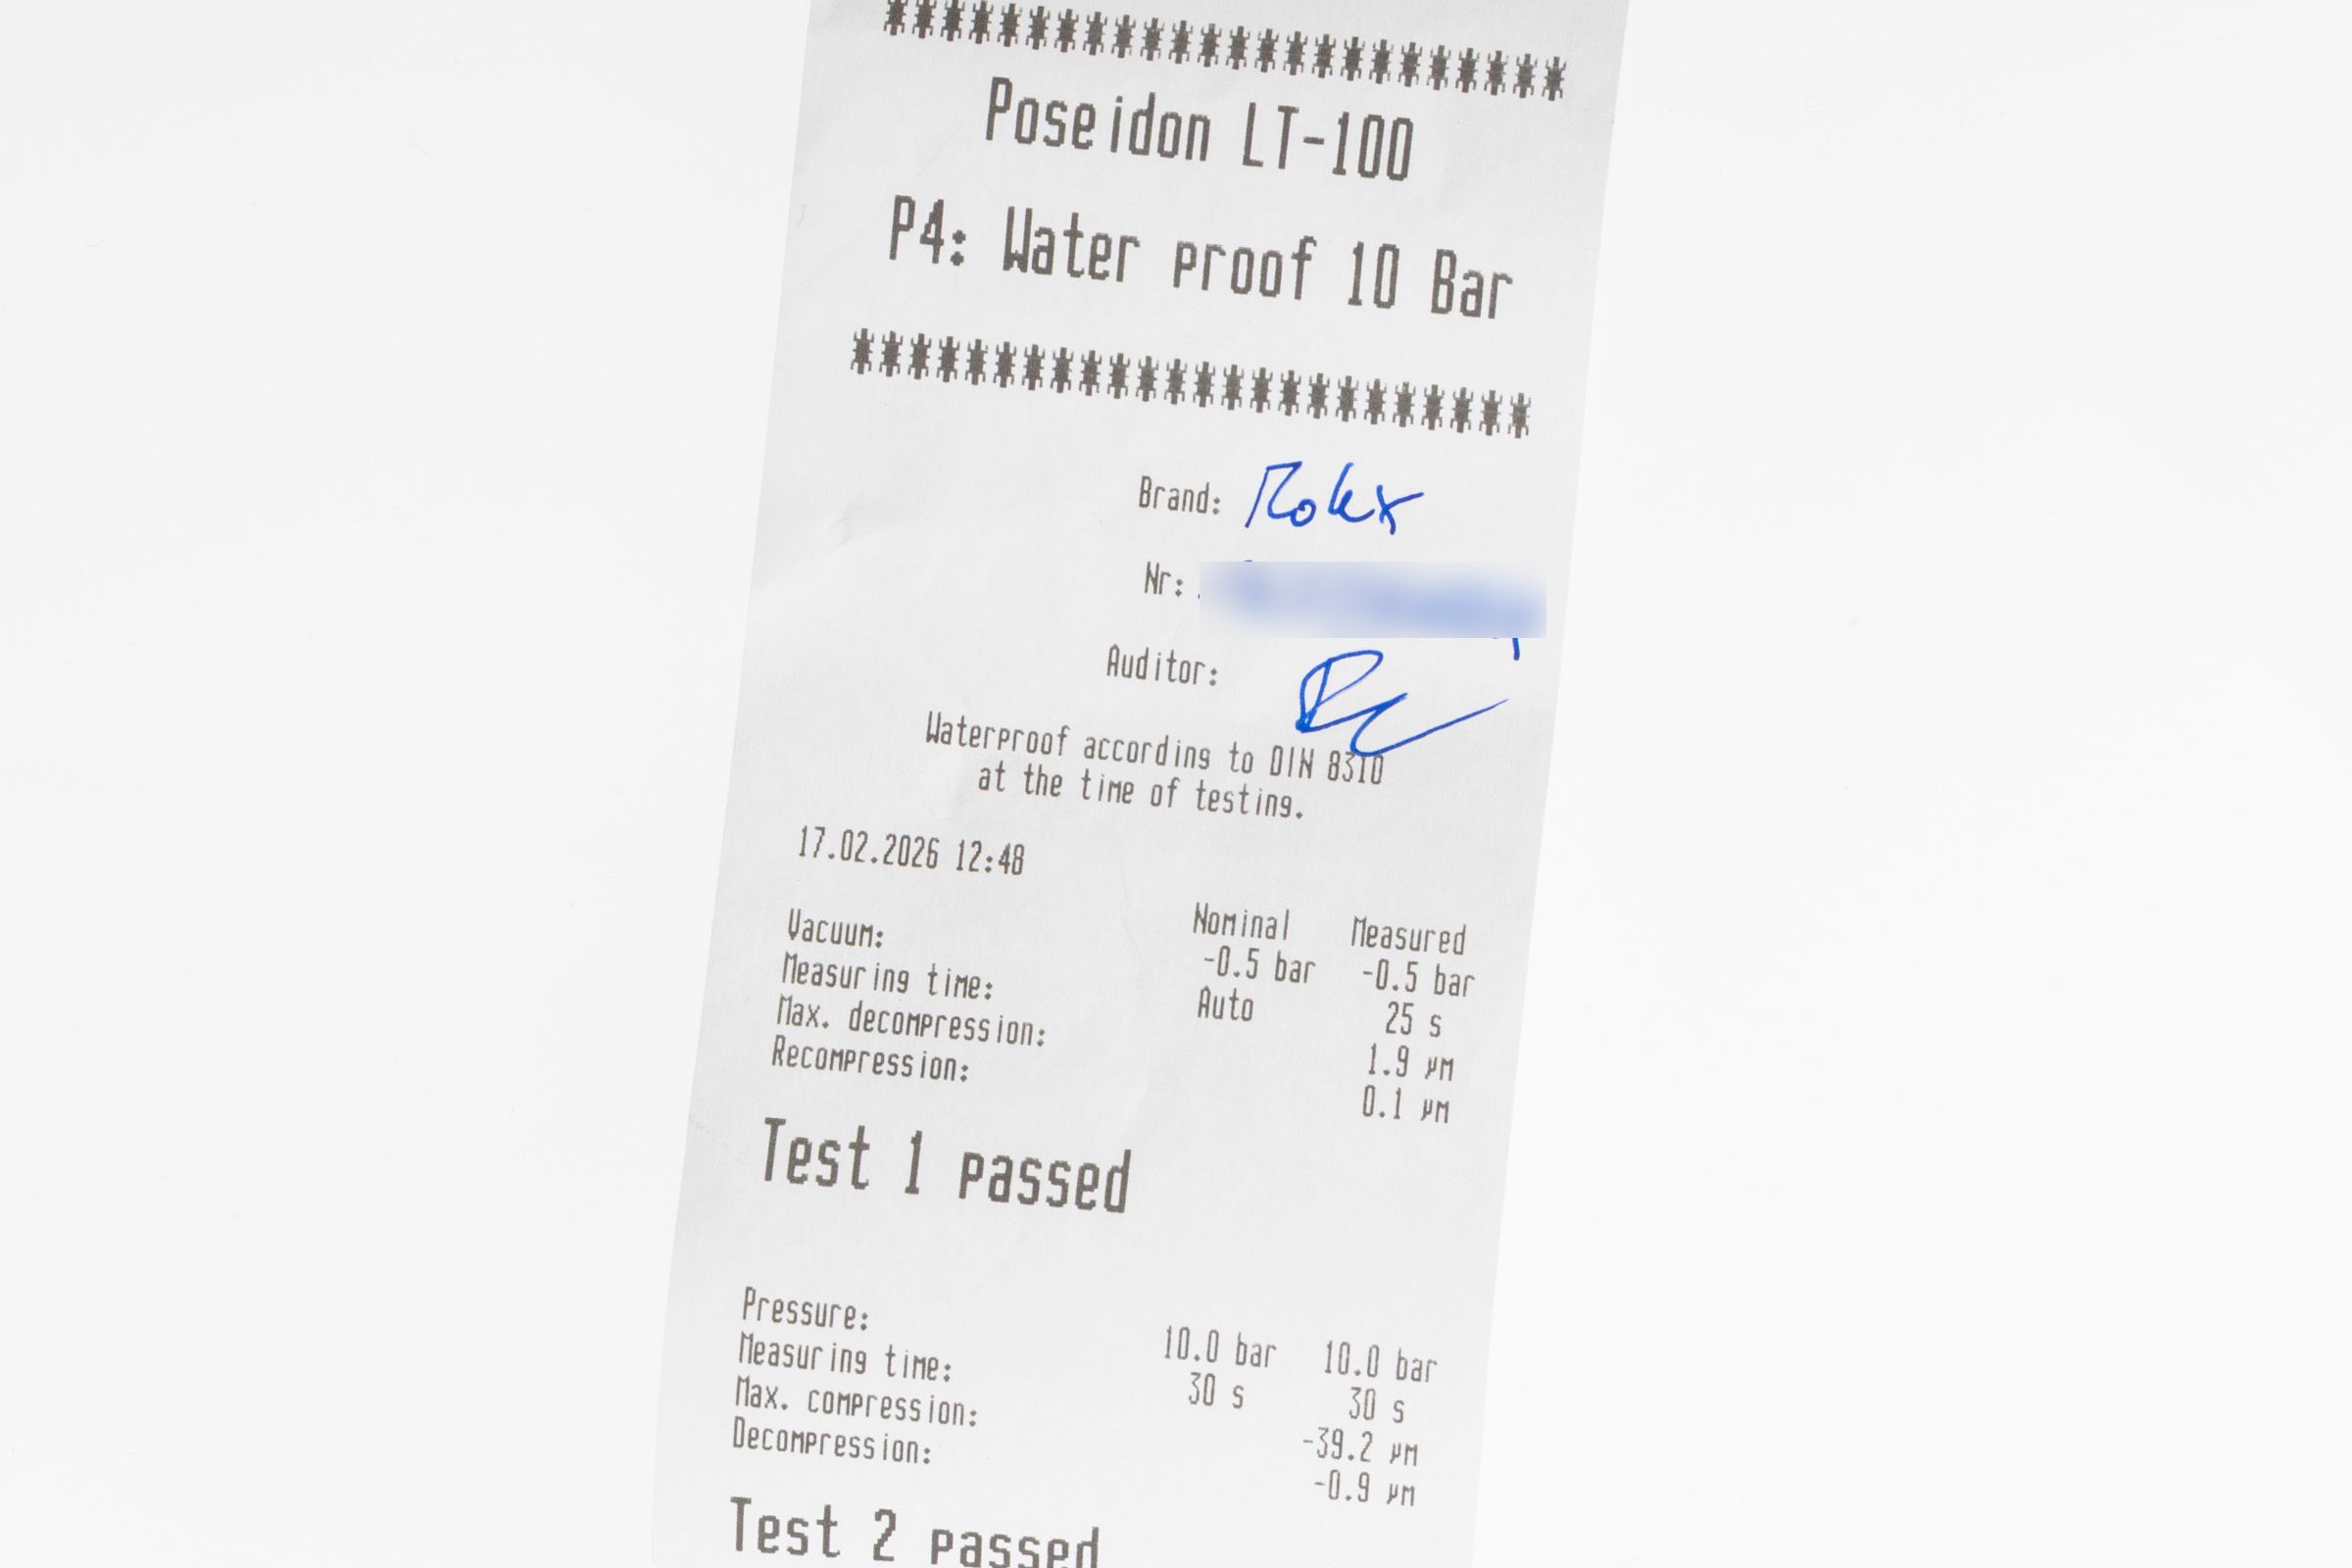 ************************
Poseidon LT-100
P4: Water proof 10 Bar
************************
Brand: Rolex
Nr:
Auditor:
Waterproof according to DIN 8310
at the time of testing.
17.02.2026 12:48
Nominal Measured
Vacuum: -0.5 bar -0.5 bar
Measuring time: Auto 25 s
Max. decompression: 1.9 µm
Recompression: 0.1 µm
Test 1 passed
Pressure: 10.0 bar 10.0 bar
Measuring time: 30 s 30 s
Max. compression: -39.2 µm
Decompression: -0.9 µm
Test 2 passed